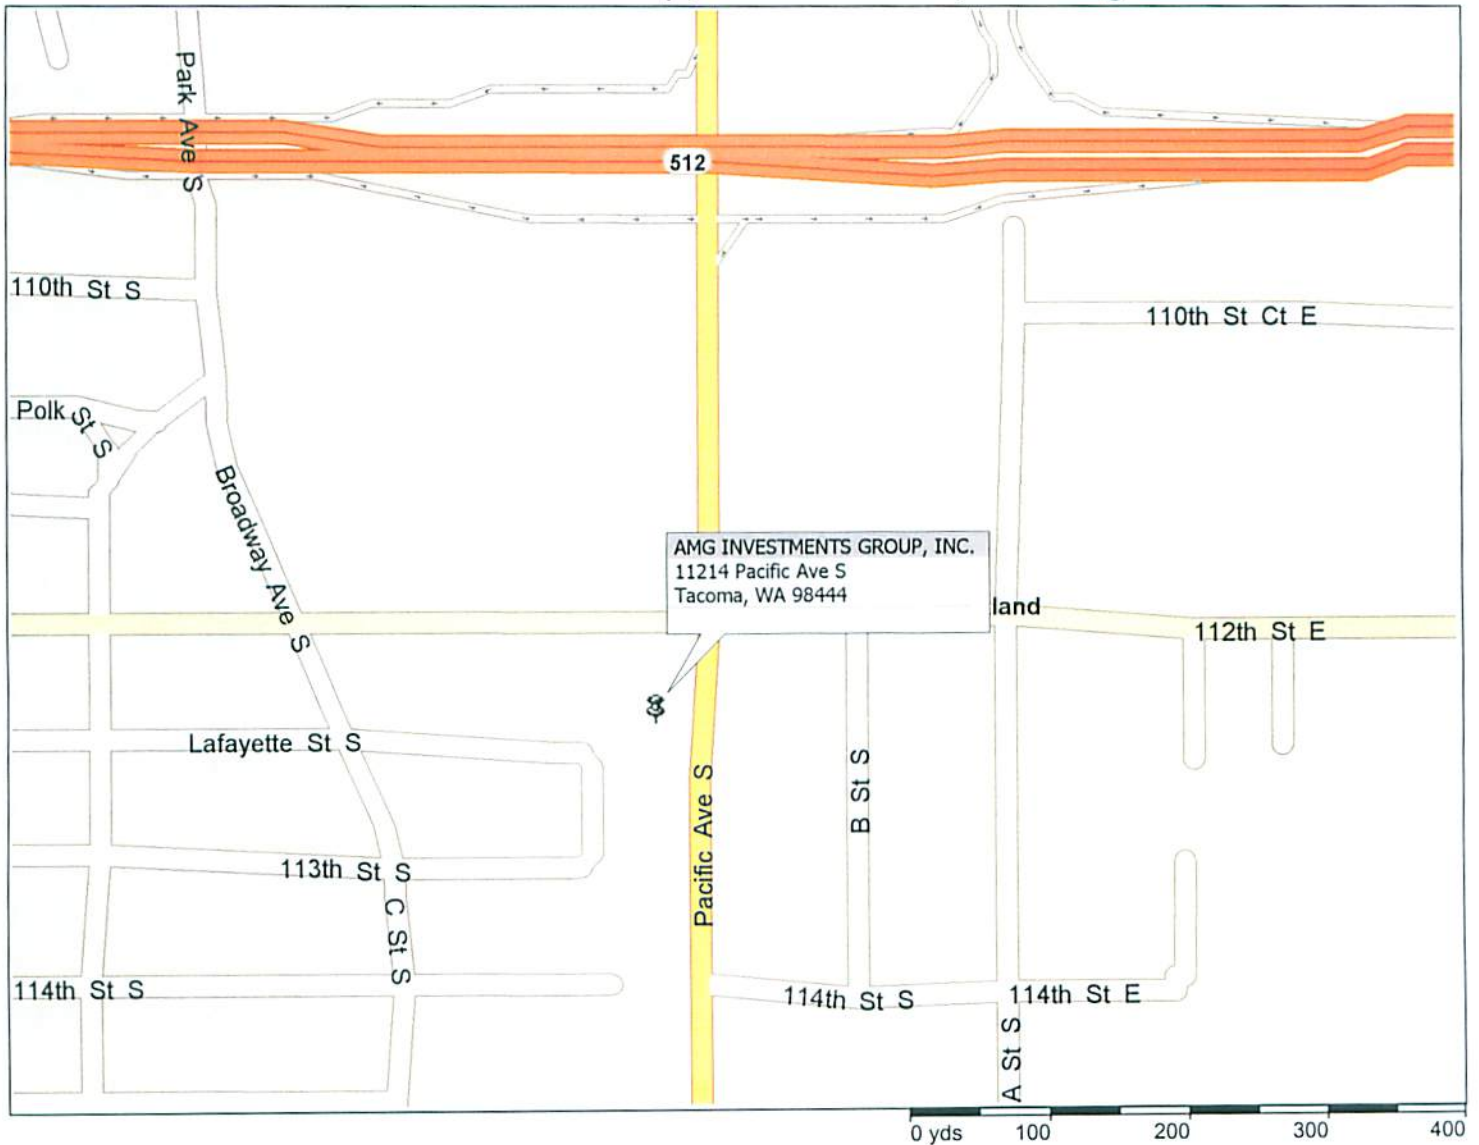 Park Ave S
512
110th St S
110th St Ct E
Polk St S
Broadway Ave S
AMG INVESTMENTS GROUP, INC.
11214 Pacific Ave S
Tacoma, WA 98444
land
112th St E
Lafayette St S
B St S
Pacific Ave S
113th St S
C St S
114th St S
114th St S
114th St E
A St S
0 yds 100 200 300 400